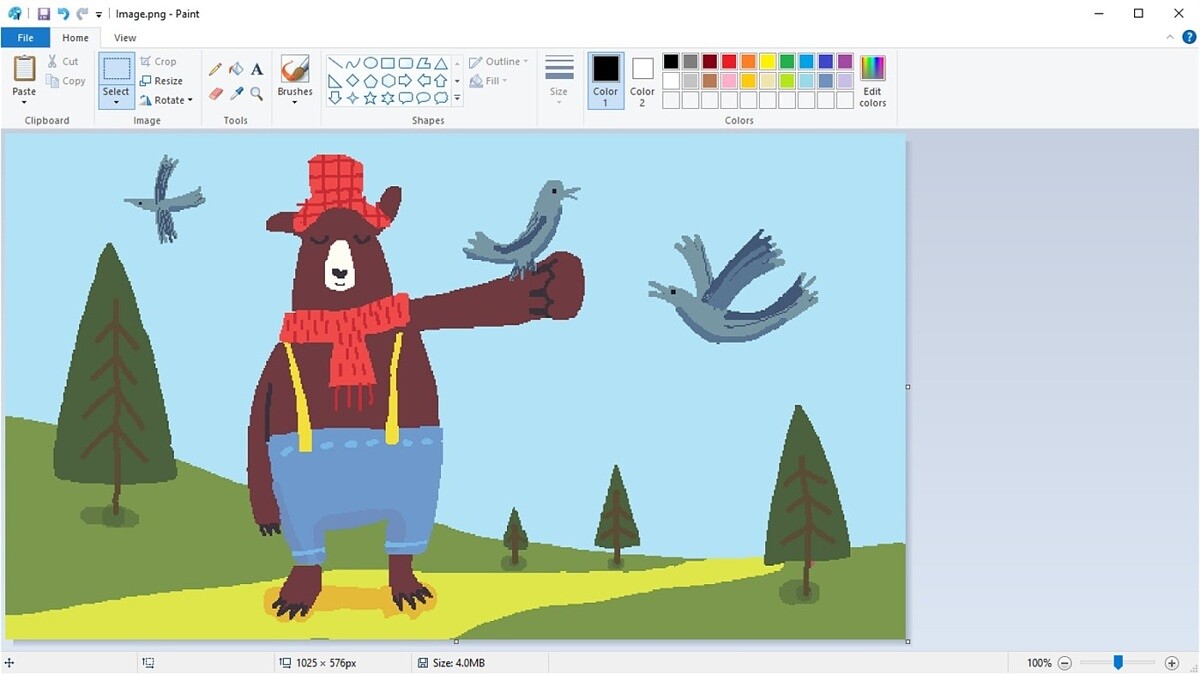 Image.png - Paint
File Home View
Paste
Cut
Copy
Clipboard
Select
Crop
Resize
Rotate
Image
A
Tools
Brushes
Outline
Fill
Shapes
Size
Color 1
Color 2
Edit colors
Colors
1025 × 576px
Size: 4.0MB
100%